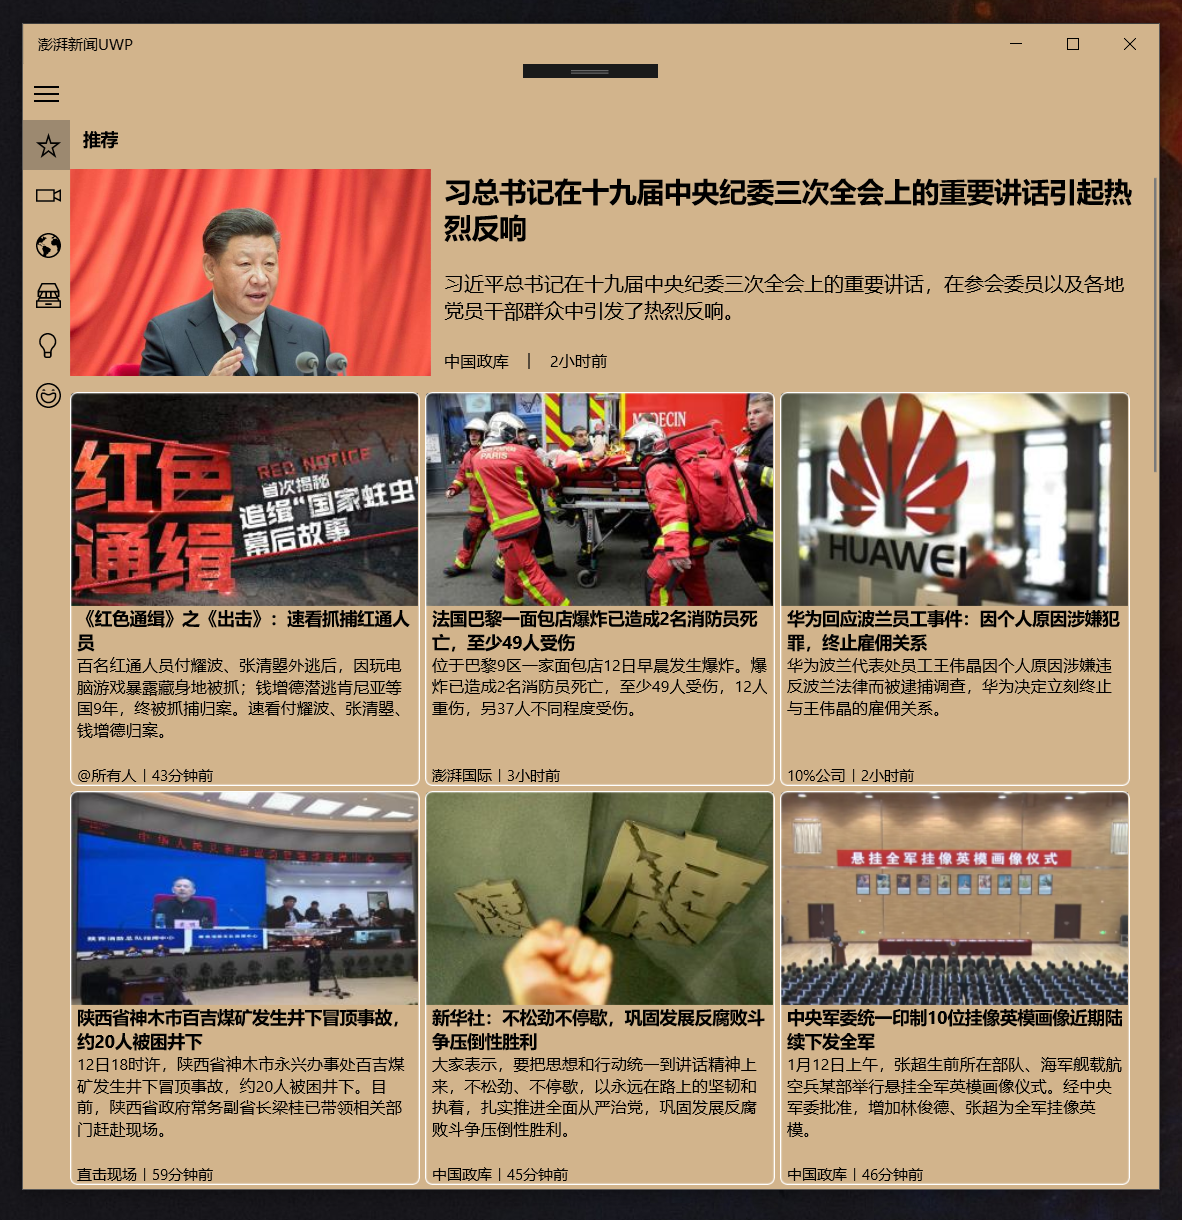 澎湃新闻UWP
推荐
习总书记在十九届中央纪委三次全会上的重要讲话引起热
烈反响
习近平总书记在十九届中央纪委三次全会上的重要讲话，在参会委员以及各地
党员干部群众中引发了热烈反响。
中国政库 | 2小时前
红色
通缉
RED NOTICE
首次揭秘
追缉“国家蛀虫”
幕后故事
《红色通缉》之《出击》：速看抓捕红通人
员
百名红通人员付耀波、张清曌外逃后，因玩电
脑游戏暴露藏身地被抓；钱增德潜逃肯尼亚等
国9年，终被抓捕归案。速看付耀波、张清曌、
钱增德归案。
@所有人 | 43分钟前
MEDECIN
PARIS
法国巴黎一面包店爆炸已造成2名消防员死
亡，至少49人受伤
位于巴黎9区一家面包店12日早晨发生爆炸。爆
炸已造成2名消防员死亡，至少49人受伤，12人
重伤，另37人不同程度受伤。
澎湃国际 | 3小时前
HUAWEI
华为回应波兰员工事件：因个人原因涉嫌犯
罪，终止雇佣关系
华为波兰代表处员工王伟晶因个人原因涉嫌违
反波兰法律而被逮捕调查，华为决定立刻终止
与王伟晶的雇佣关系。
10%公司 | 2小时前
陕西省神木市百吉煤矿发生井下冒顶事故，
约20人被困井下
12日18时许，陕西省神木市永兴办事处百吉煤
矿发生井下冒顶事故，约20人被困井下。目
前，陕西省政府常务副省长梁桂已带领相关部
门赶赴现场。
直击现场 | 59分钟前
腐
腐
新华社：不松劲不停歇，巩固发展反腐败斗
争压倒性胜利
大家表示，要把思想和行动统一到讲话精神上
来，不松劲、不停歇，以永远在路上的坚韧和
执着，扎实推进全面从严治党，巩固发展反腐
败斗争压倒性胜利。
中国政库 | 45分钟前
悬挂全军挂像英模画像仪式
中央军委统一印制10位挂像英模画像近期陆
续下发全军
1月12日上午，张超生前所在部队、海军舰载航
空兵某部举行悬挂全军英模画像仪式。经中央
军委批准，增加林俊德、张超为全军挂像英
模。
中国政库 | 46分钟前